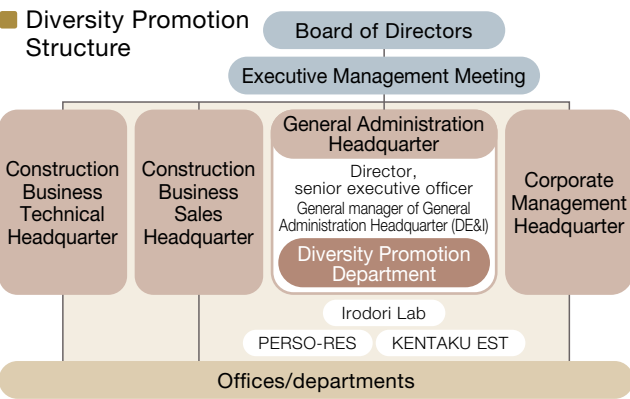 Diversity Promotion
Structure
Board of Directors
Executive Management Meeting
Construction
Business
Technical
Headquarter
Construction
Business
Sales
Headquarter
General Administration
Headquarter
Director,
senior executive officer
General manager of General
Administration Headquarter (DE&I)
Diversity Promotion
Department
Corporate
Management
Headquarter
Irodori Lab
PERSO-RES
KENTAKU EST
Offices/departments